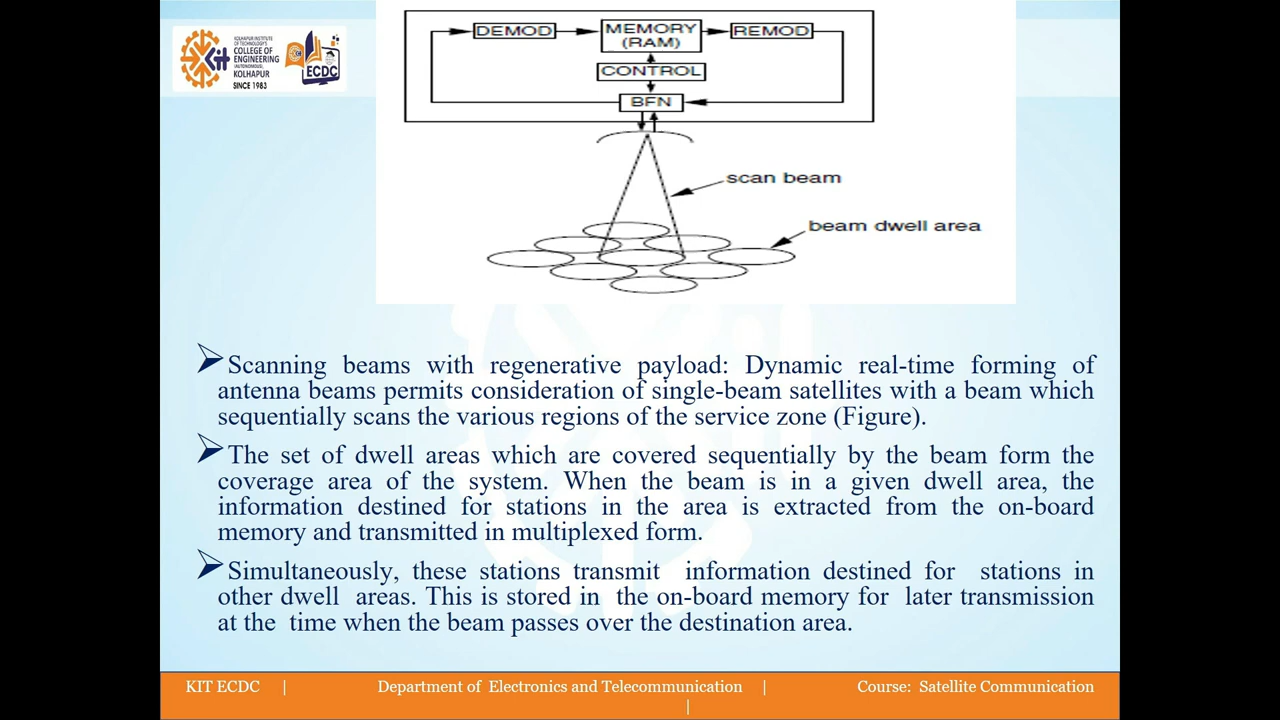 KOLHAPUR INSTITUTE
OF TECHNOLOGY'S
COLLEGE OF
ENGINEERING
(AUTONOMOUS),
KOLHAPUR
SINCE 1983
Kit
ECDC
DEMOD
MEMORY
(RAM)
REMOD
CONTROL
BFN
scan beam
beam dwell area
Scanning beams with regenerative payload: Dynamic real-time forming of
antenna beams permits consideration of single-beam satellites with a beam which
sequentially scans the various regions of the service zone (Figure).
The set of dwell areas which are covered sequentially by the beam form the
coverage area of the system. When the beam is in a given dwell area, the
information destined for stations in the area is extracted from the on-board
memory and transmitted in multiplexed form.
Simultaneously, these stations transmit information destined for stations in
other dwell areas. This is stored in the on-board memory for later transmission
at the time when the beam passes over the destination area.
KIT ECDC | Department of Electronics and Telecommunication | Course: Satellite Communication
|